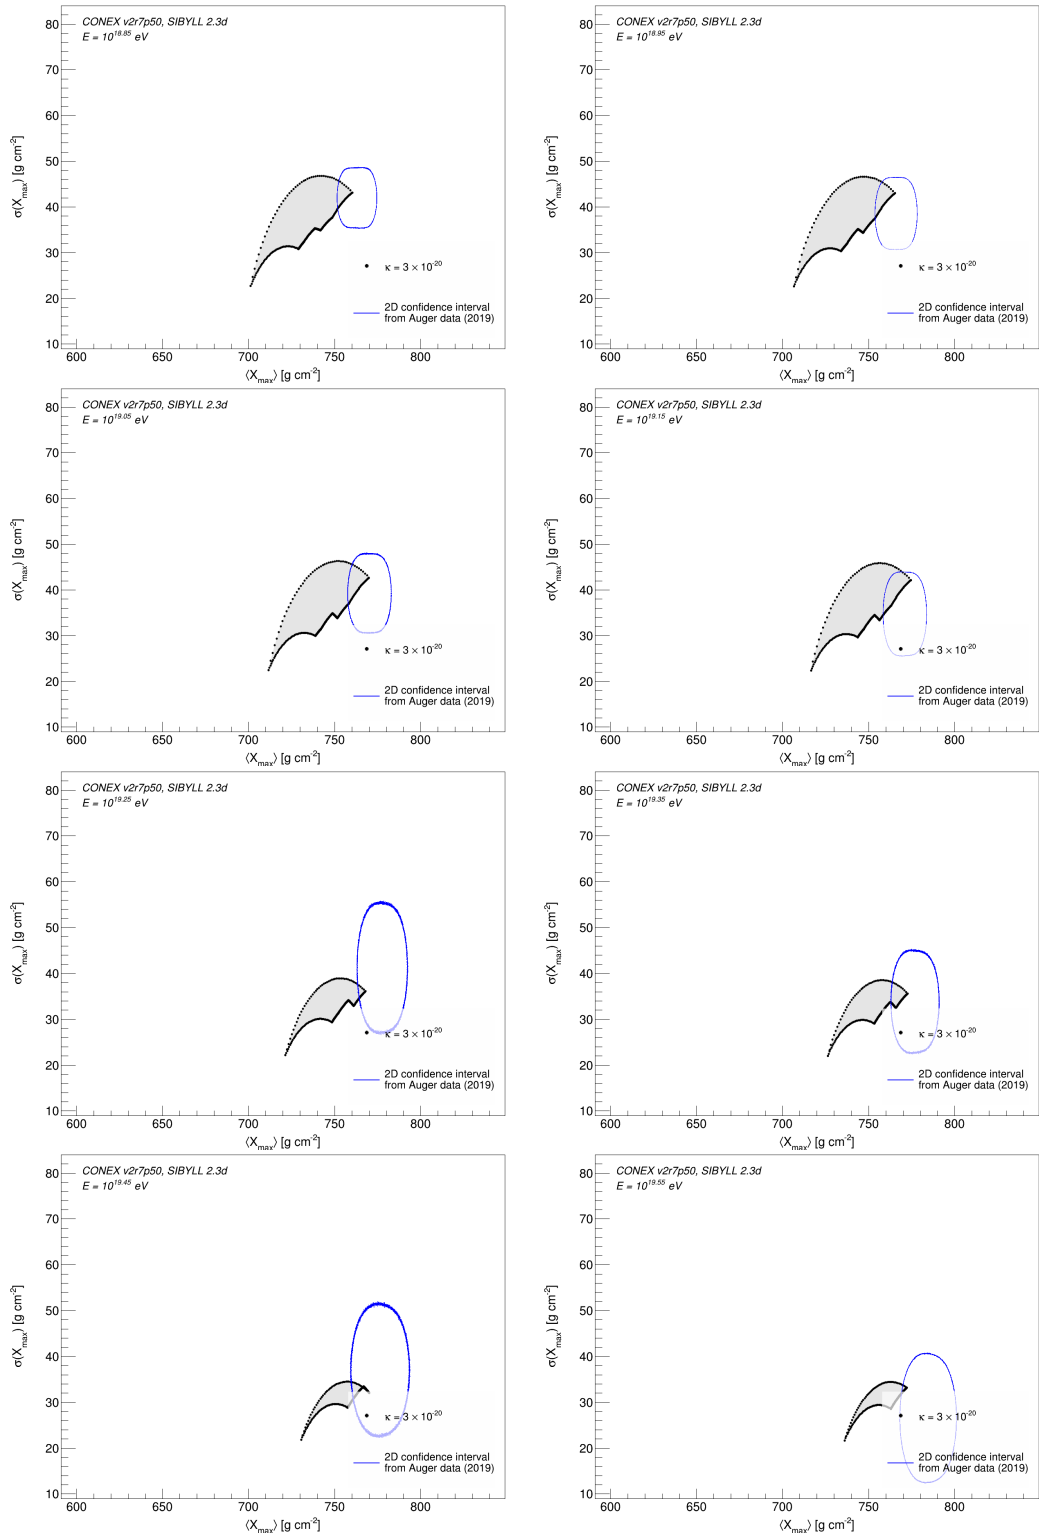 CONEX v2r7p50, SIBYLL 2.3d
E = 10^18.85 eV
σ(X_max) [g cm^-2]
80
70
60
50
40
30
20
10
κ = 3 × 10^-20
2D confidence interval
from Auger data (2019)
600 650 700 750 800
⟨X_max⟩ [g cm^-2]
CONEX v2r7p50, SIBYLL 2.3d
E = 10^18.95 eV
σ(X_max) [g cm^-2]
80
70
60
50
40
30
20
10
κ = 3 × 10^-20
2D confidence interval
from Auger data (2019)
600 650 700 750 800
⟨X_max⟩ [g cm^-2]
CONEX v2r7p50, SIBYLL 2.3d
E = 10^19.05 eV
σ(X_max) [g cm^-2]
80
70
60
50
40
30
20
10
κ = 3 × 10^-20
2D confidence interval
from Auger data (2019)
600 650 700 750 800
⟨X_max⟩ [g cm^-2]
CONEX v2r7p50, SIBYLL 2.3d
E = 10^19.15 eV
σ(X_max) [g cm^-2]
80
70
60
50
40
30
20
10
κ = 3 × 10^-20
2D confidence interval
from Auger data (2019)
600 650 700 750 800
⟨X_max⟩ [g cm^-2]
CONEX v2r7p50, SIBYLL 2.3d
E = 10^19.25 eV
σ(X_max) [g cm^-2]
80
70
60
50
40
30
20
10
κ = 3 × 10^-20
2D confidence interval
from Auger data (2019)
600 650 700 750 800
⟨X_max⟩ [g cm^-2]
CONEX v2r7p50, SIBYLL 2.3d
E = 10^19.35 eV
σ(X_max) [g cm^-2]
80
70
60
50
40
30
20
10
κ = 3 × 10^-20
2D confidence interval
from Auger data (2019)
600 650 700 750 800
⟨X_max⟩ [g cm^-2]
CONEX v2r7p50, SIBYLL 2.3d
E = 10^19.45 eV
σ(X_max) [g cm^-2]
80
70
60
50
40
30
20
10
κ = 3 × 10^-20
2D confidence interval
from Auger data (2019)
600 650 700 750 800
⟨X_max⟩ [g cm^-2]
CONEX v2r7p50, SIBYLL 2.3d
E = 10^19.55 eV
σ(X_max) [g cm^-2]
80
70
60
50
40
30
20
10
κ = 3 × 10^-20
2D confidence interval
from Auger data (2019)
600 650 700 750 800
⟨X_max⟩ [g cm^-2]